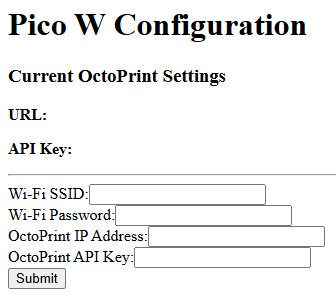 Pico W Configuration
Current OctoPrint Settings
URL:
API Key:
Wi-Fi SSID:
Wi-Fi Password:
OctoPrint IP Address:
OctoPrint API Key:
Submit